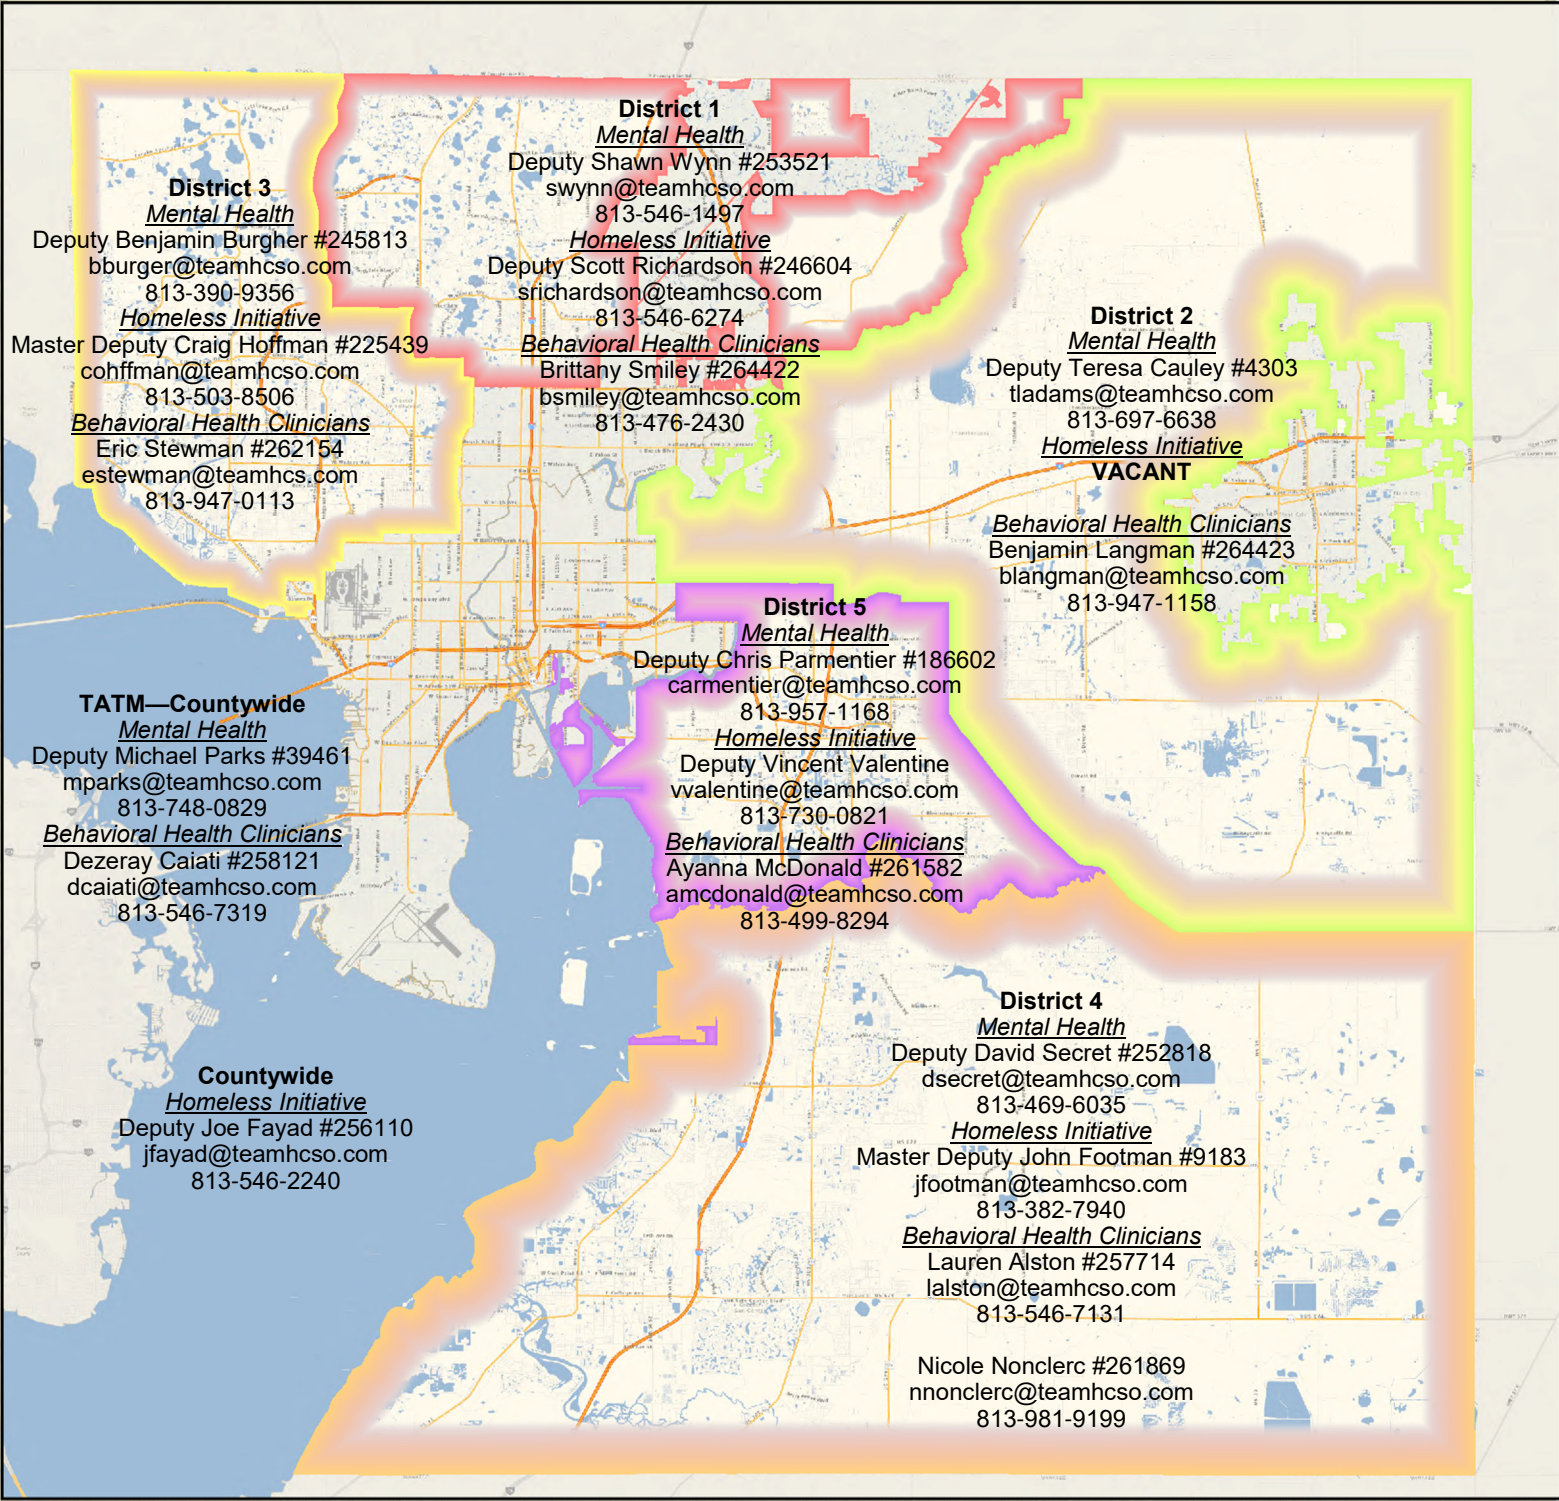 District 1
Mental Health
Deputy Shawn Wynn #253521
swynn@teamhcso.com
813-546-1497
Homeless Initiative
Deputy Scott Richardson #246604
srichardson@teamhcso.com
813-546-6274
Behavioral Health Clinicians
Brittany Smiley #264422
bsmiley@teamhcso.com
813-476-2430
District 3
Mental Health
Deputy Benjamin Burgher #245813
bburger@teamhcso.com
813-390-9356
Homeless Initiative
Master Deputy Craig Hoffman #225439
cohffman@teamhcso.com
813-503-8506
Behavioral Health Clinicians
Eric Stewman #262154
estewman@teamhcs.com
813-947-0113
District 2
Mental Health
Deputy Teresa Cauley #4303
tladams@teamhcso.com
813-697-6638
Homeless Initiative
VACANT
Behavioral Health Clinicians
Benjamin Langman #264423
blangman@teamhcso.com
813-947-1158
District 5
Mental Health
Deputy Chris Parmentier #186602
carmentier@teamhcso.com
813-957-1168
Homeless Initiative
Deputy Vincent Valentine
vvalentine@teamhcso.com
813-730-0821
Behavioral Health Clinicians
Ayanna McDonald #261582
amcdonald@teamhcso.com
813-499-8294
TATM—Countywide
Mental Health
Deputy Michael Parks #39461
mparks@teamhcso.com
813-748-0829
Behavioral Health Clinicians
Dezeray Caiati #258121
dcaiati@teamhcso.com
813-546-7319
Countywide
Homeless Initiative
Deputy Joe Fayad #256110
jfayad@teamhcso.com
813-546-2240
District 4
Mental Health
Deputy David Secret #252818
dsecret@teamhcso.com
813-469-6035
Homeless Initiative
Master Deputy John Footman #9183
jfootman@teamhcso.com
813-382-7940
Behavioral Health Clinicians
Lauren Alston #257714
lalston@teamhcso.com
813-546-7131
Nicole Nonclerc #261869
nnonclerc@teamhcso.com
813-981-9199